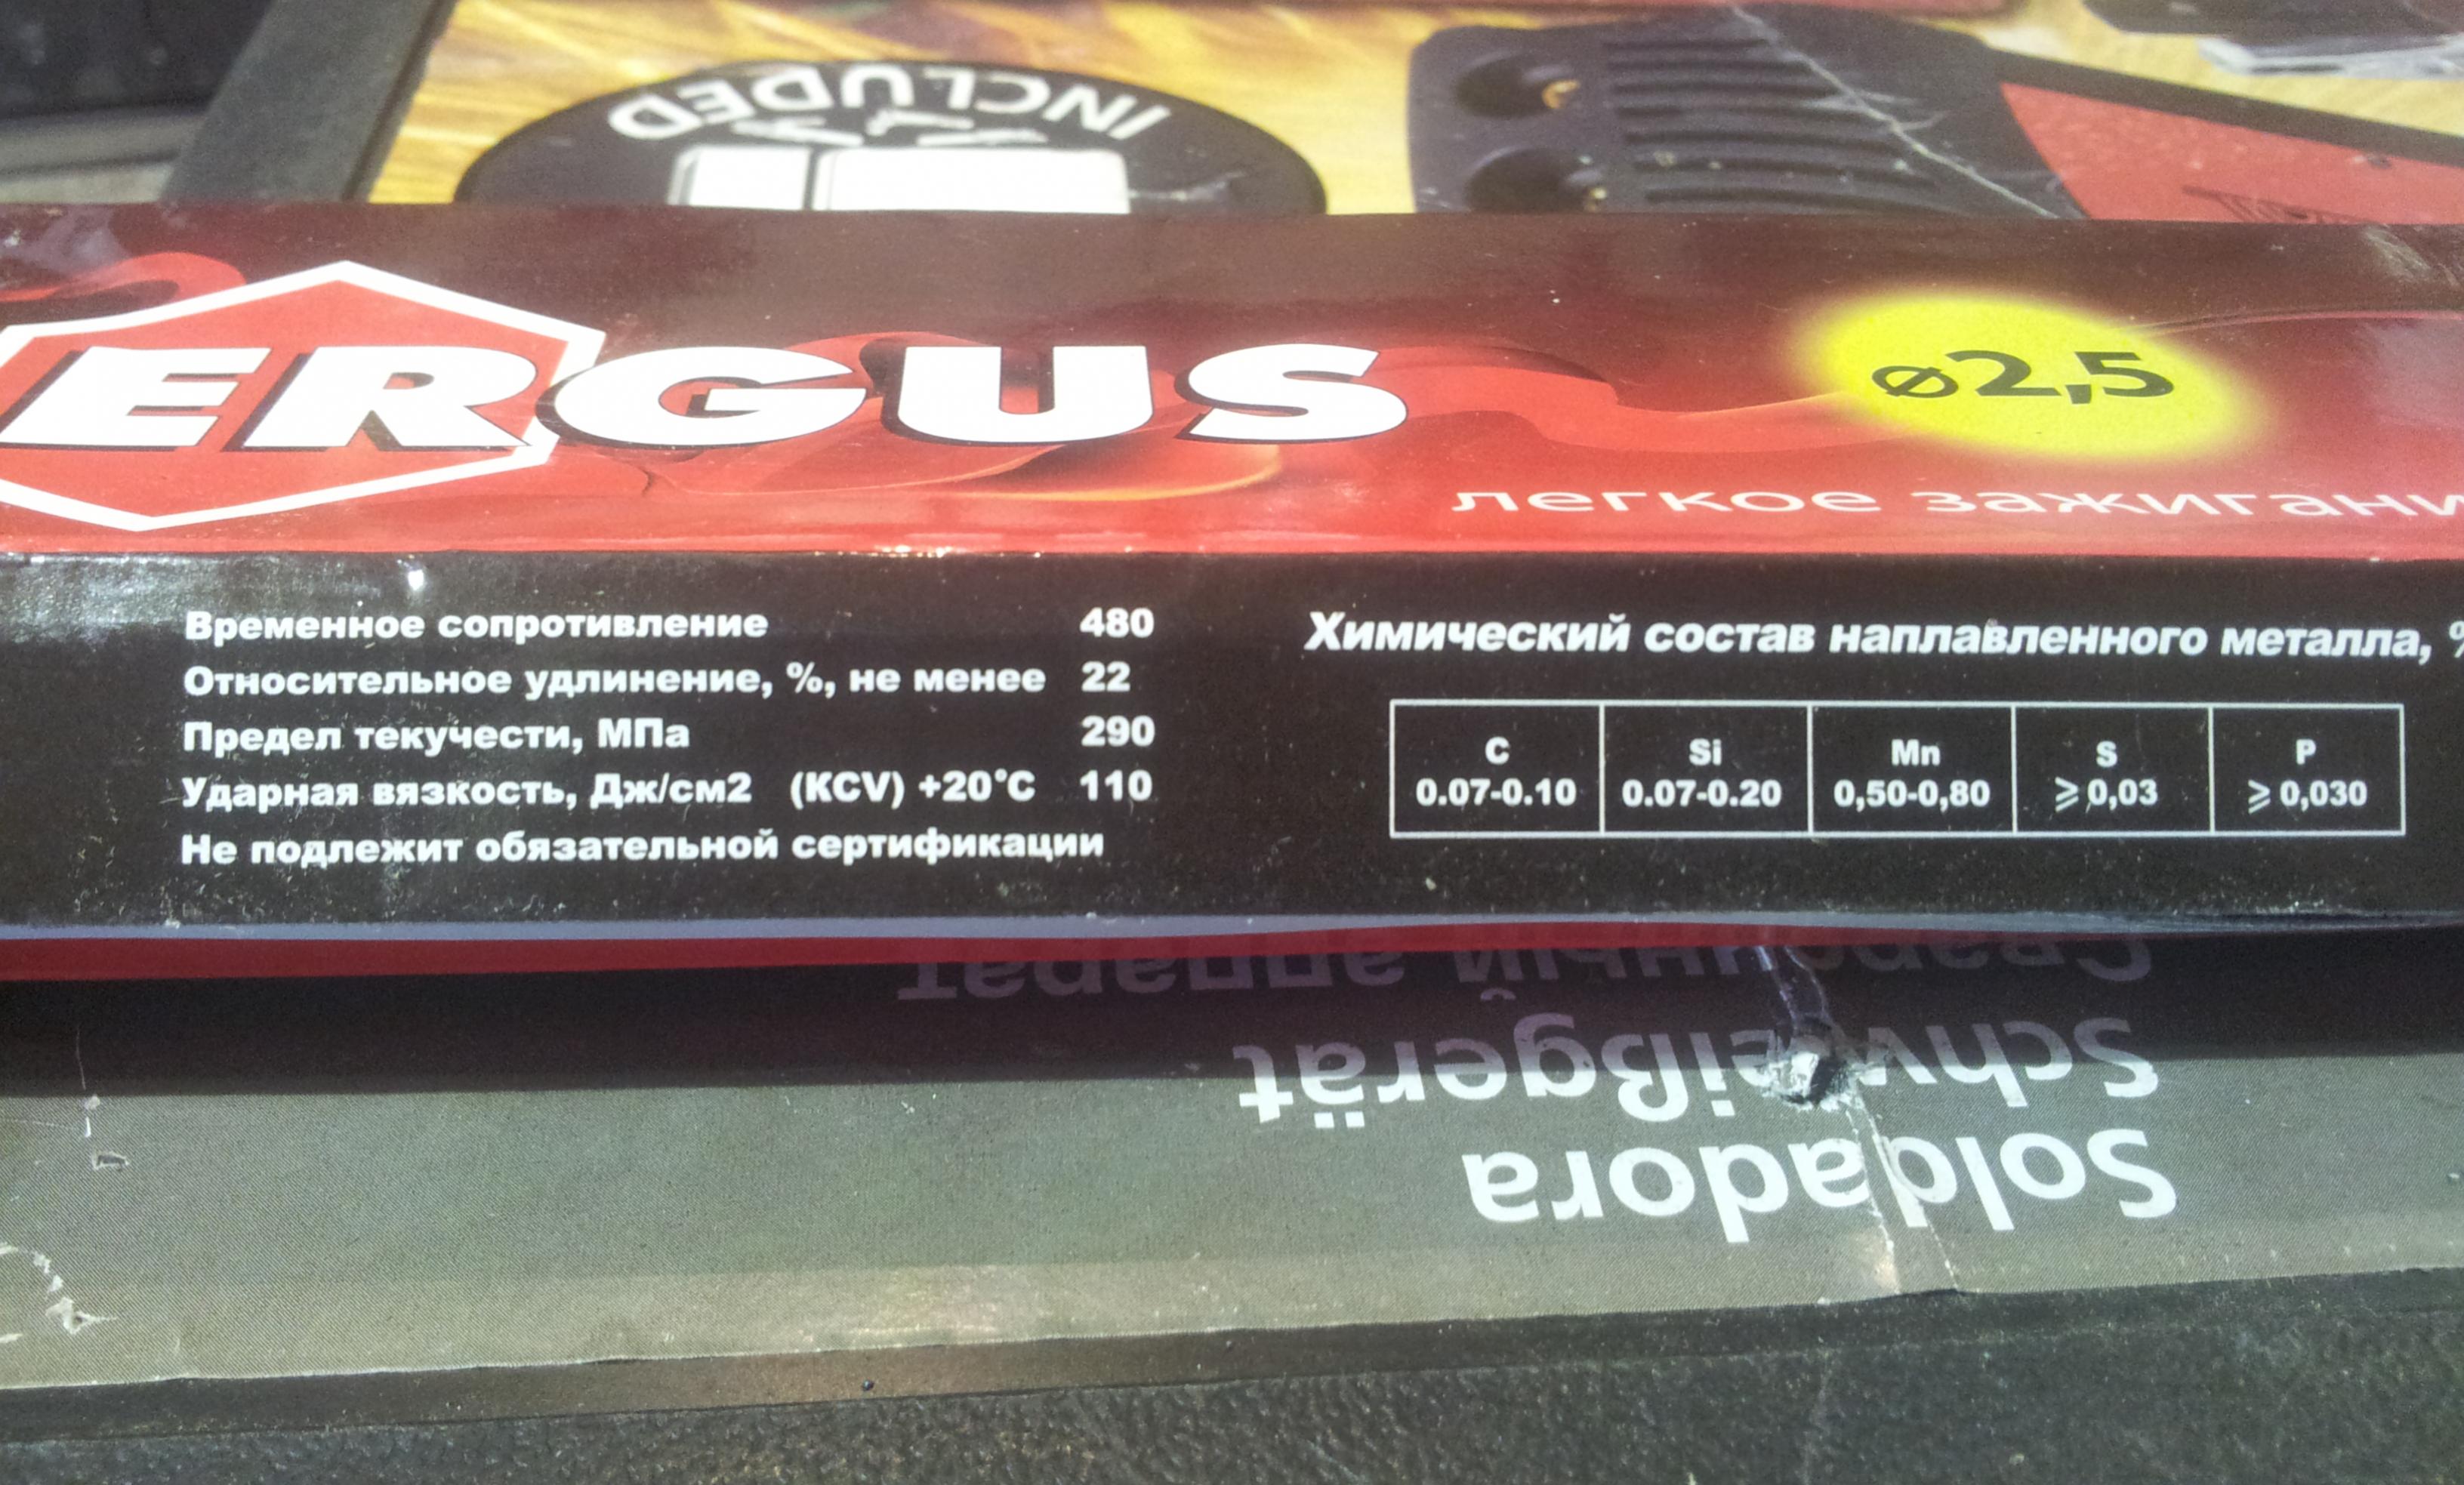 INCLUDED
ERGUS
ø2,5
легкое зажигани
Временное сопротивление 480
Относительное удлинение, %, не менее 22
Предел текучести, МПа 290
Ударная вязкость, Дж/см2 (KCV) +20°C 110
Не подлежит обязательной сертификации
Химический состав наплавленного металла, %
C Si Mn S P
0.07-0.10 0.07-0.20 0,50-0,80 ⩾0,03 ⩾0,030
Сварочный аппарат
Schweißgerät
Soldadora